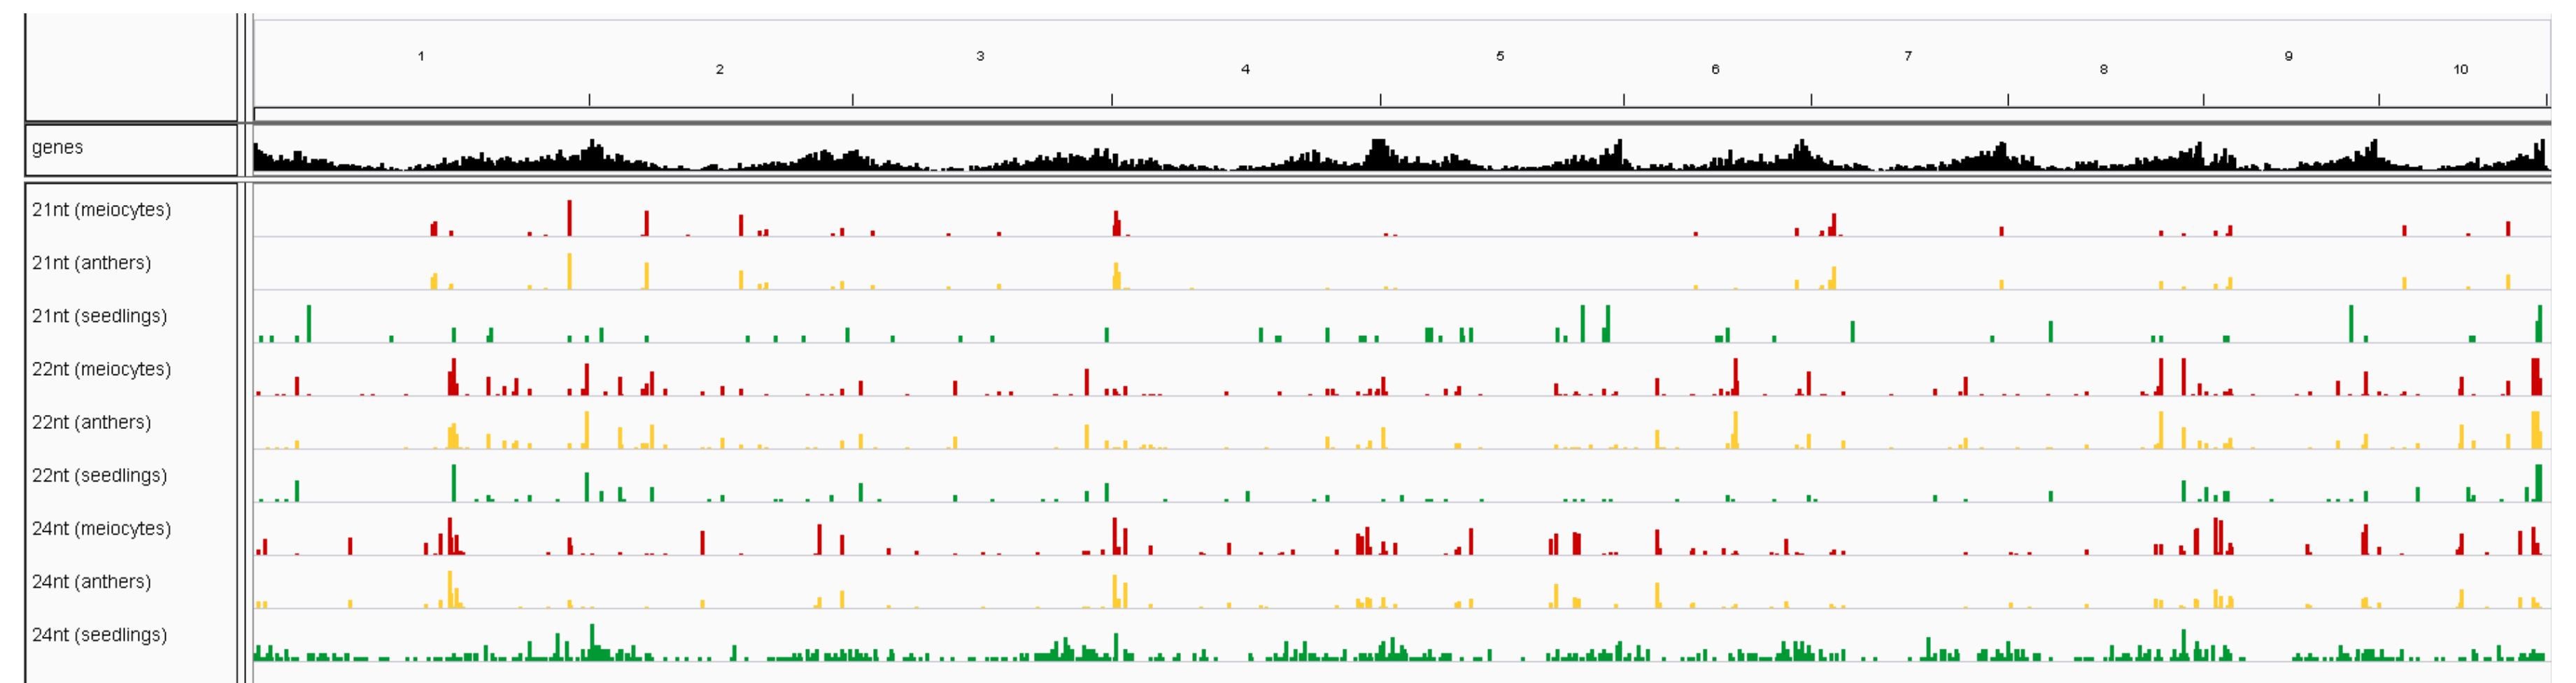 1 2 3 4 5 6 7 8 9 10
genes
21nt (meiocytes)
21nt (anthers)
21nt (seedlings)
22nt (meiocytes)
22nt (anthers)
22nt (seedlings)
24nt (meiocytes)
24nt (anthers)
24nt (seedlings)